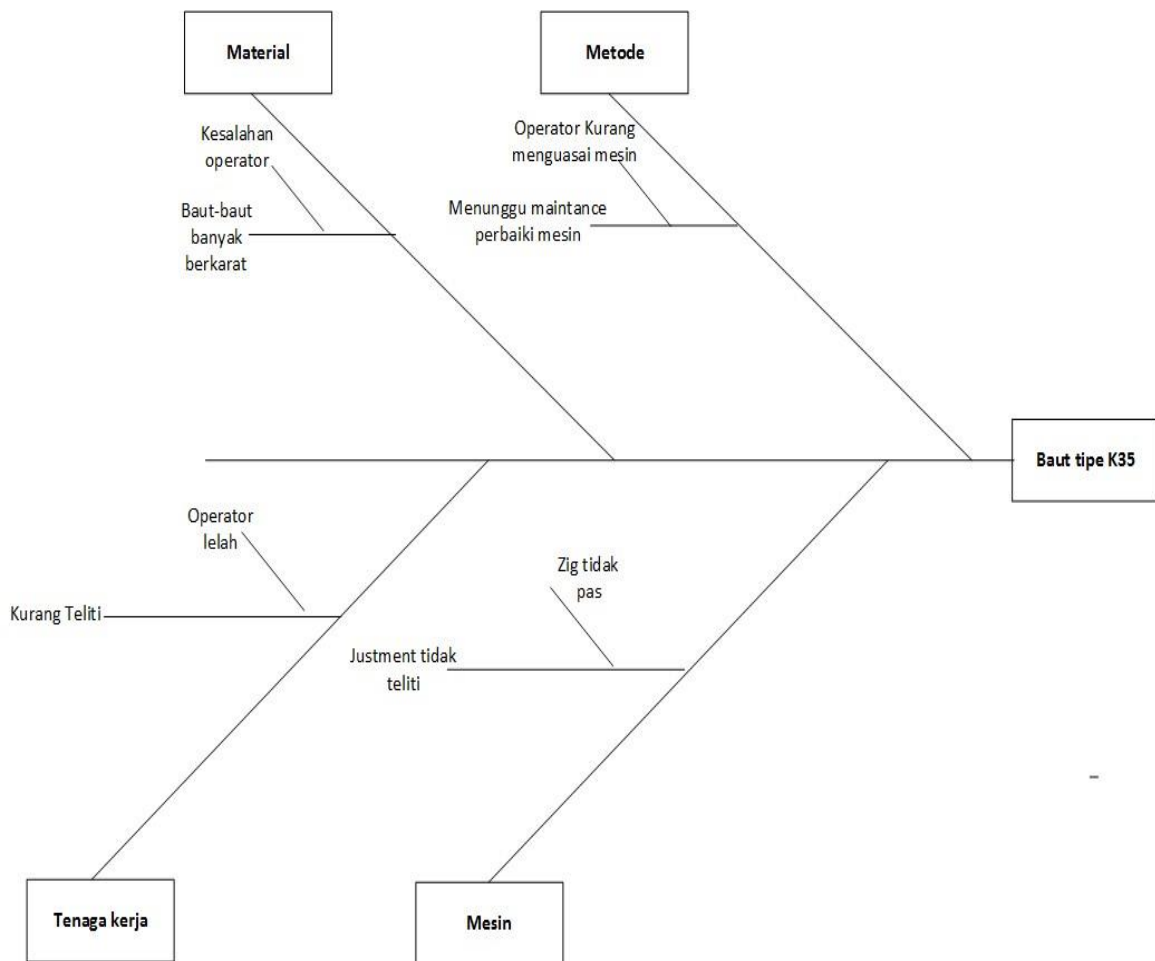 Material
Metode
Kesalahan
operator
Baut-baut
banyak
berkarat
Operator Kurang
menguasai mesin
Menunggu maintance
perbaiki mesin
Baut tipe K35
Operator
lelah
Kurang Teliti
Zig tidak
pas
Justment tidak
teliti
Tenaga kerja
Mesin